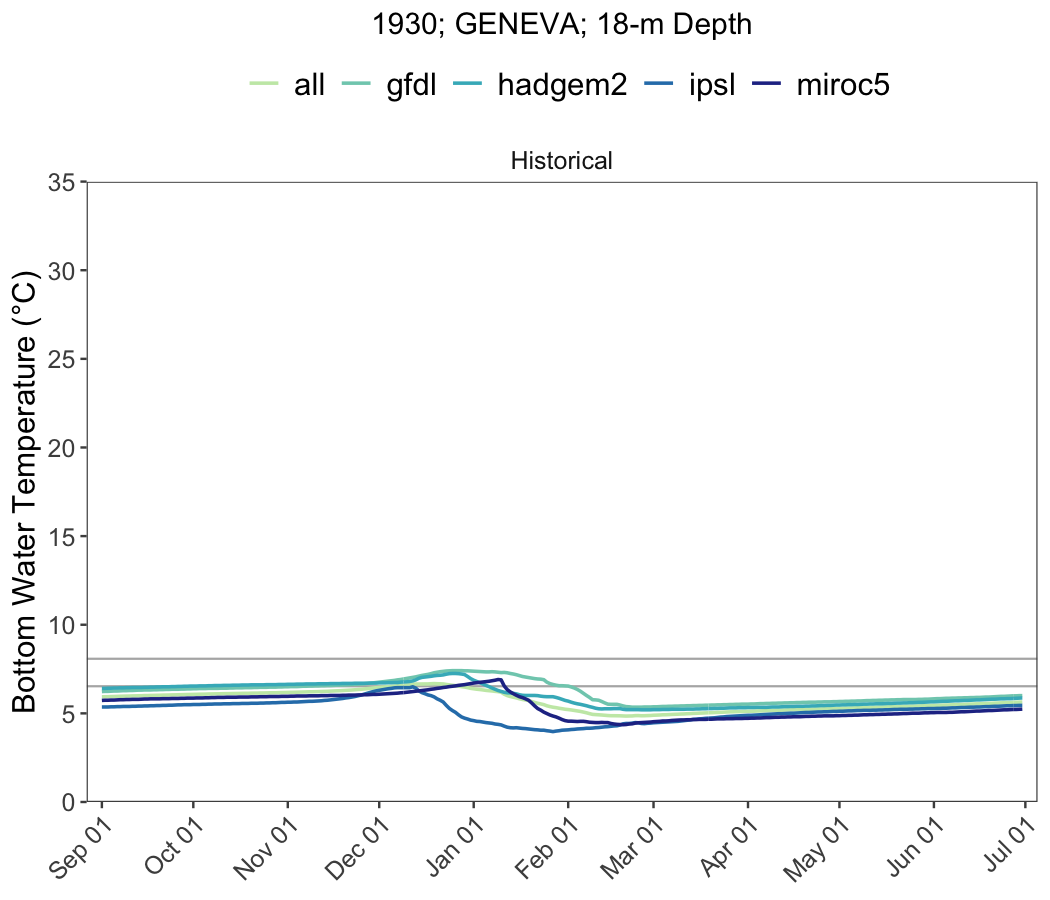 1930; GENEVA; 18-m Depth
all gfdl hadgem2 ipsl miroc5
Historical
Bottom Water Temperature (°C)
35
30
25
20
15
10
5
0
Sep 01 Oct 01 Nov 01 Dec 01 Jan 01 Feb 01 Mar 01 Apr 01 May 01 Jun 01 Jul 01